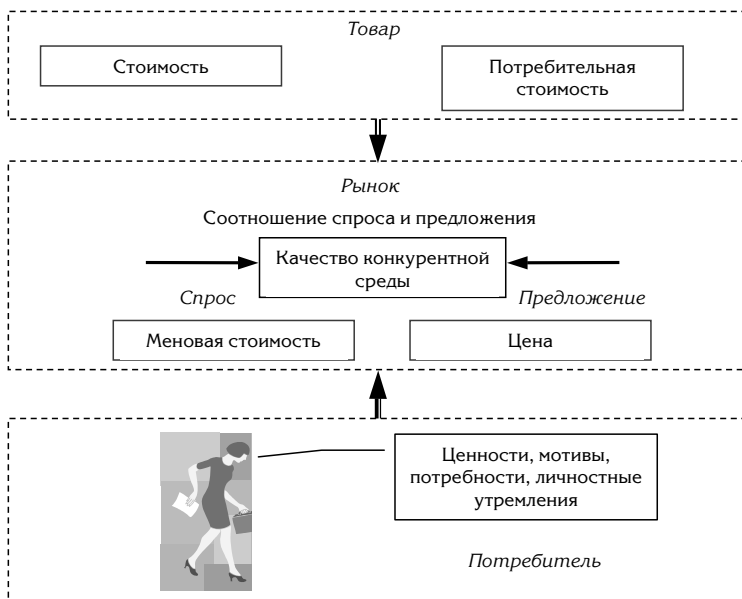 Товар
Стоимость
Потребительная
стоимость
Рынок
Соотношение спроса и предложения
Качество конкурентной
среды
Спрос
Предложение
Меновая стоимость
Цена
Ценности, мотивы,
потребности, личностные
утремления
Потребитель